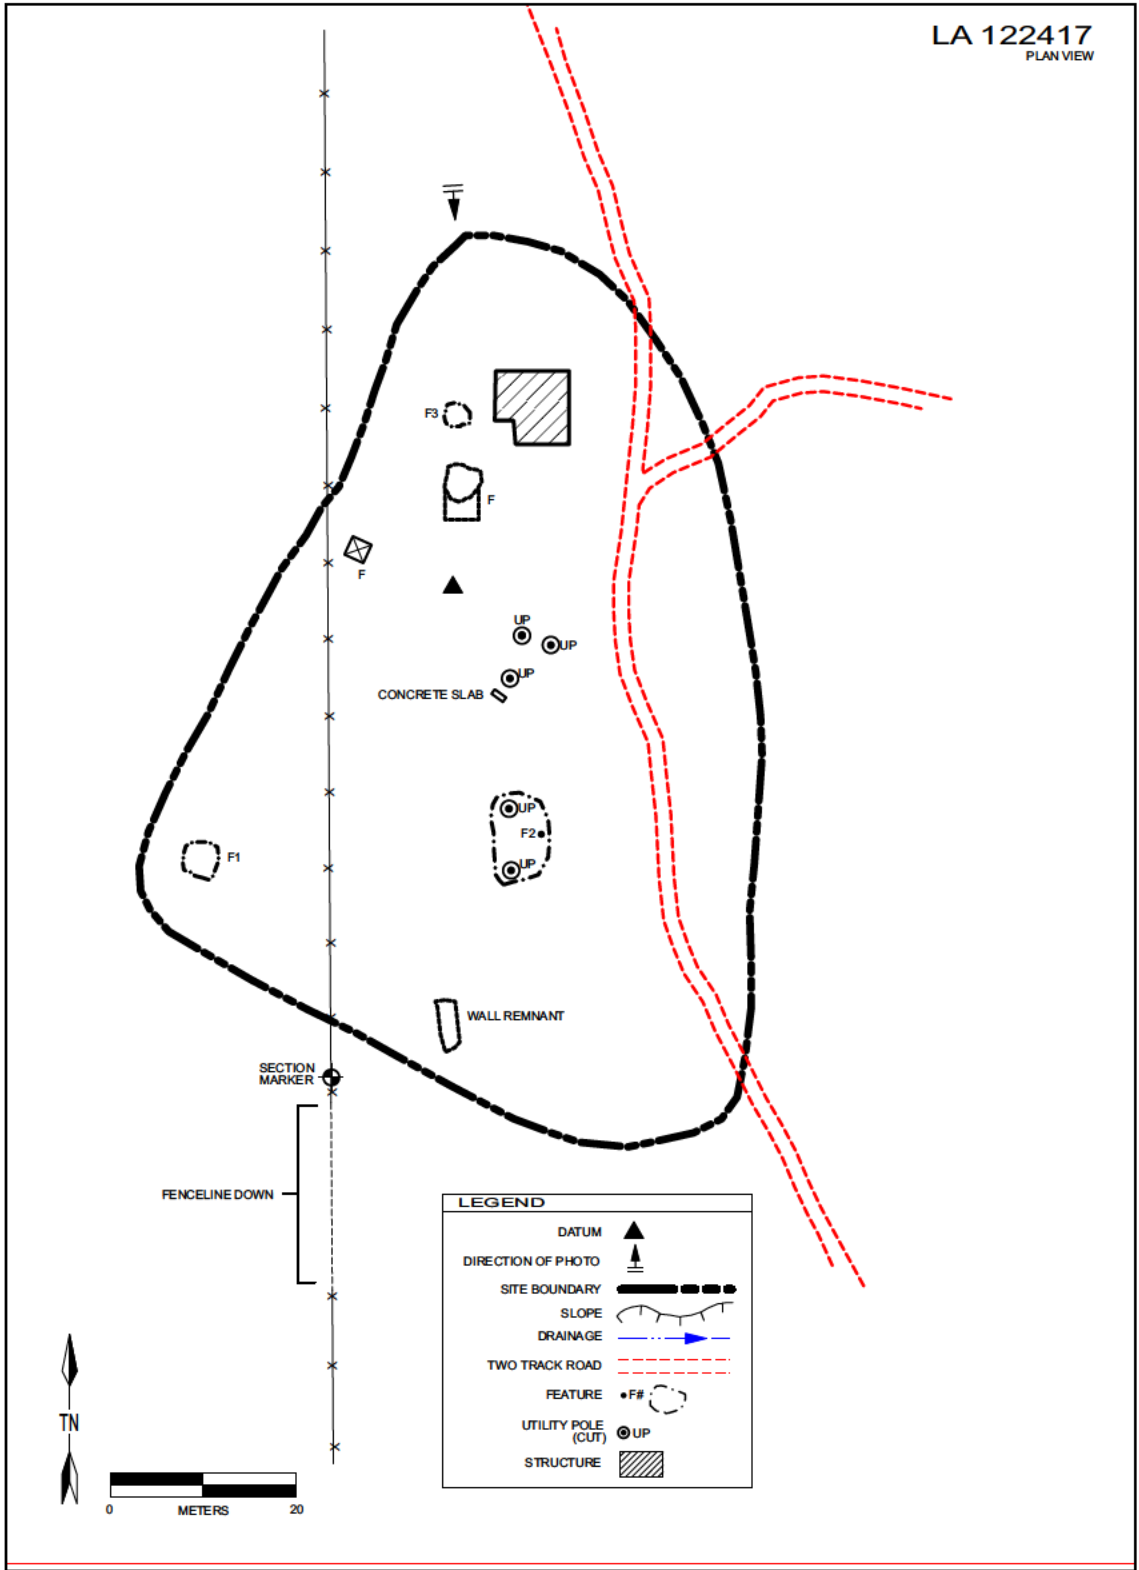 LA 122417
PLAN VIEW
F3
F
F
UP
UP
UP
CONCRETE SLAB
UP
F2
UP
F1
WALL REMNANT
SECTION
MARKER
FENCELINE DOWN
LEGEND
DATUM
DIRECTION OF PHOTO
SITE BOUNDARY
SLOPE
DRAINAGE
TWO TRACK ROAD
FEATURE F#
UTILITY POLE
(CUT) UP
STRUCTURE
TN
0 METERS 20